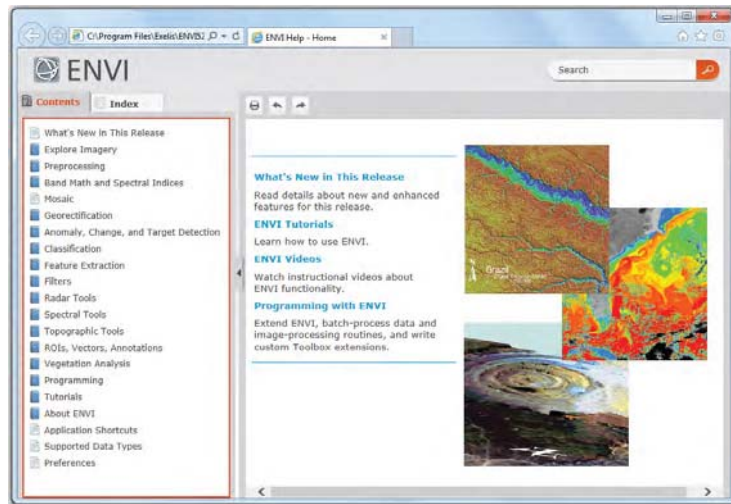 C:\Program Files\Exelis\ENVI52
ENVI Help - Home
ENVI
Search
Contents
Index
What's New in This Release
Explore Imagery
Preprocessing
Band Math and Spectral Indices
Mosaic
Georectification
Anomaly, Change, and Target Detection
Classification
Feature Extraction
Filters
Radar Tools
Spectral Tools
Topographic Tools
ROIs, Vectors, Annotations
Vegetation Analysis
Programming
Tutorials
About ENVI
Application Shortcuts
Supported Data Types
Preferences
What's New in This Release
Read details about new and enhanced
features for this release.
ENVI Tutorials
Learn how to use ENVI.
ENVI Videos
Watch instructional videos about
ENVI functionality.
Programming with ENVI
Extend ENVI, batch-process data and
image-processing routines, and write
custom Toolbox extensions.
Brazil